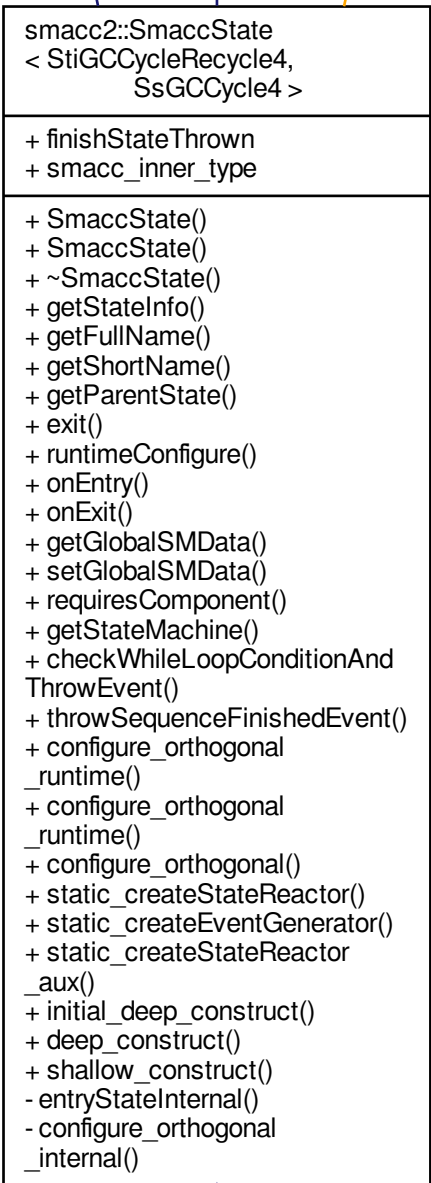 smacc2::SmaccState
< StiGCCycleRecycle4,
SsGCCycle4 >
+ finishStateThrown
+ smacc_inner_type
+ SmaccState()
+ SmaccState()
+ ~SmaccState()
+ getStateInfo()
+ getFullName()
+ getShortName()
+ getParentState()
+ exit()
+ runtimeConfigure()
+ onEntry()
+ onExit()
+ getGlobalSMData()
+ setGlobalSMData()
+ requiresComponent()
+ getStateMachine()
+ checkWhileLoopConditionAnd
ThrowEvent()
+ throwSequenceFinishedEvent()
+ configure_orthogonal
_runtime()
+ configure_orthogonal
_runtime()
+ configure_orthogonal()
+ static_createStateReactor()
+ static_createEventGenerator()
+ static_createStateReactor
_aux()
+ initial_deep_construct()
+ deep_construct()
+ shallow_construct()
- entryStateInternal()
- configure_orthogonal
_internal()